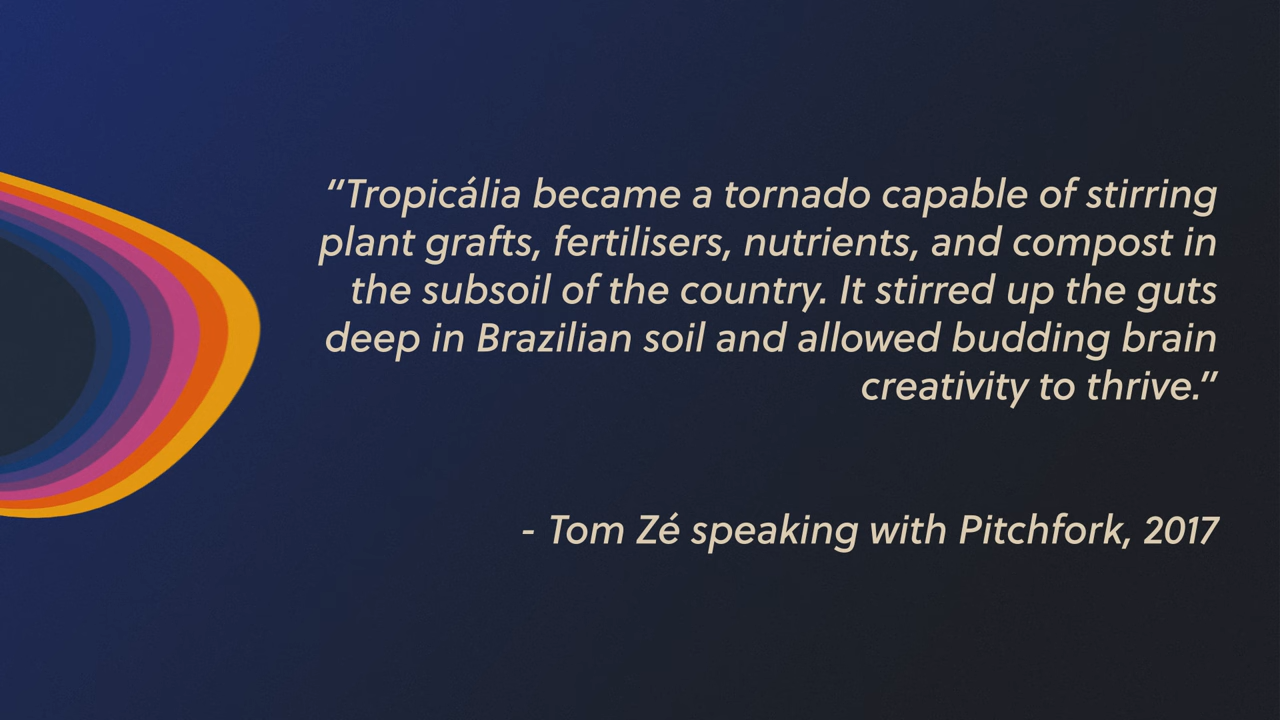 “Tropicália became a tornado capable of stirring
plant grafts, fertilisers, nutrients, and compost in
the subsoil of the country. It stirred up the guts
deep in Brazilian soil and allowed budding brain
creativity to thrive.”
- Tom Zé speaking with Pitchfork, 2017